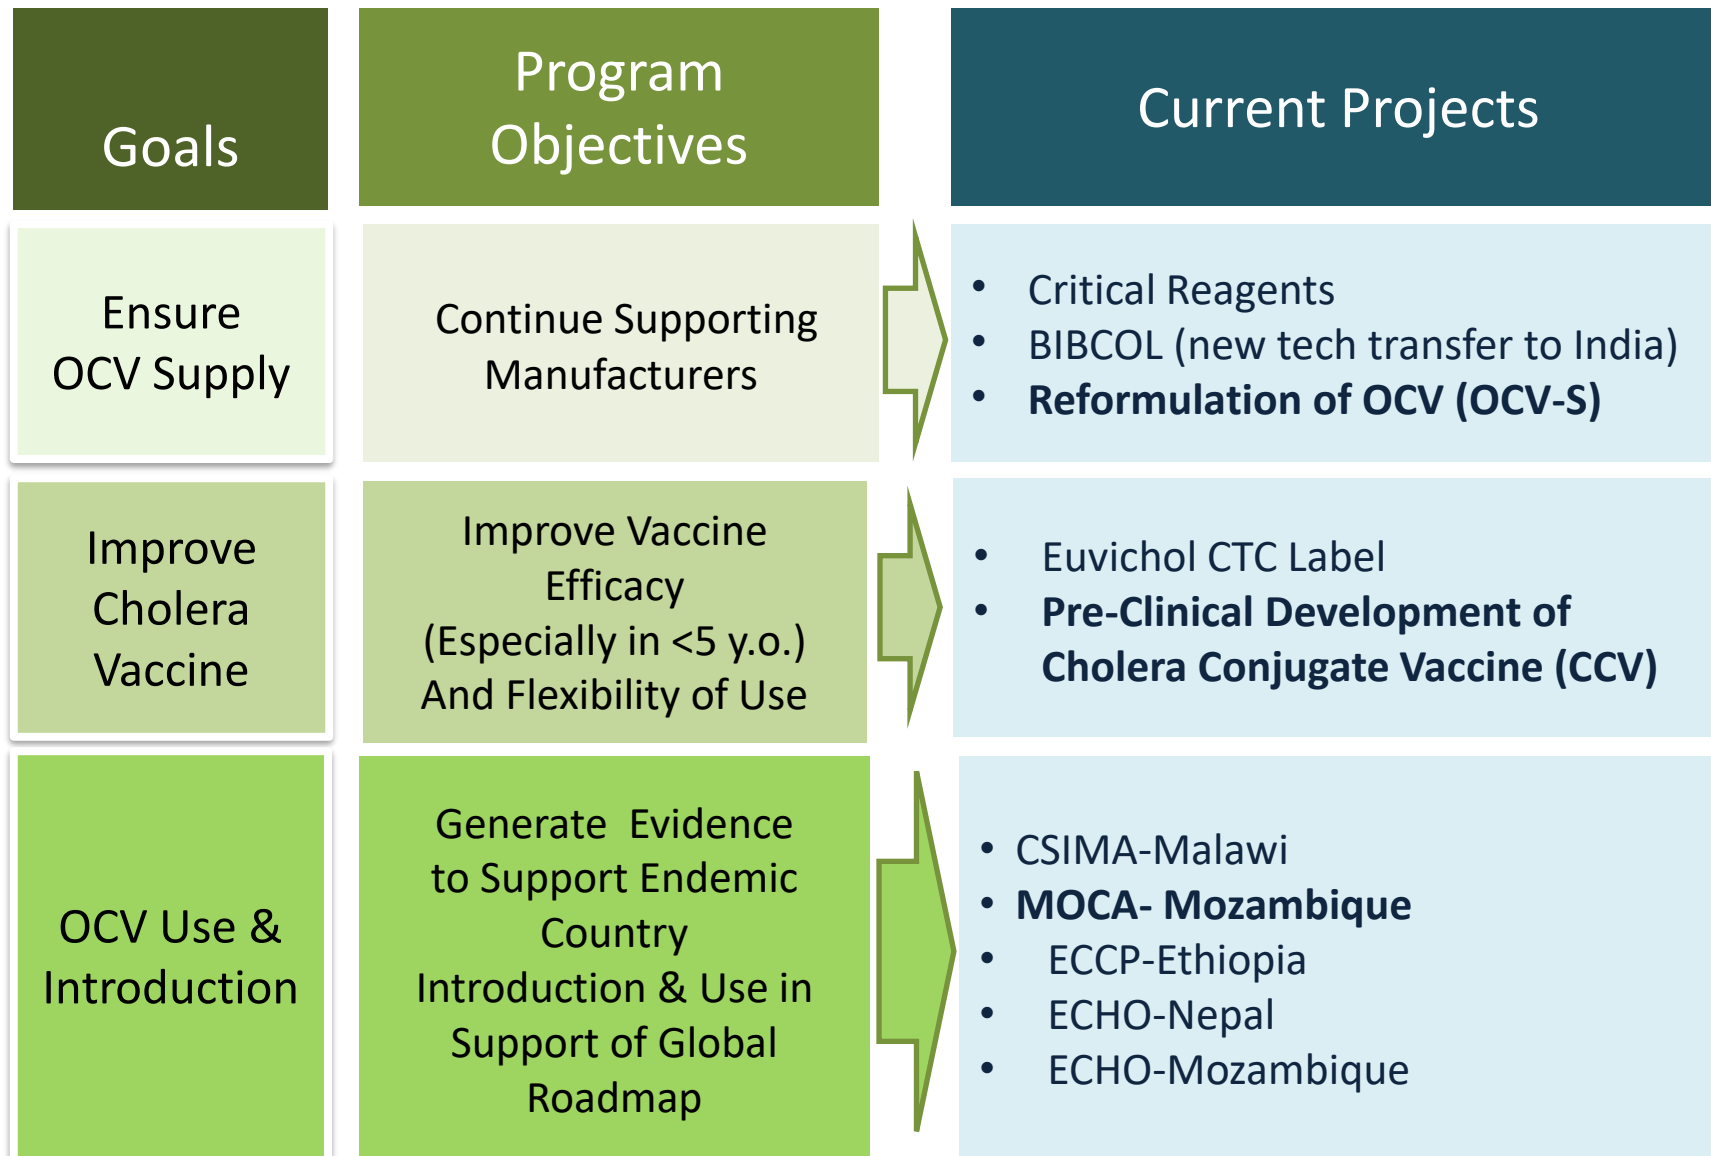 Goals
Program
Objectives
Current Projects
Ensure
OCV Supply
Continue Supporting
Manufacturers
• Critical Reagents
• BIBCOL (new tech transfer to India)
• Reformulation of OCV (OCV-S)
Improve
Cholera
Vaccine
Improve Vaccine
Efficacy
(Especially in <5 y.o.)
And Flexibility of Use
• Euvichol CTC Label
• Pre-Clinical Development of
Cholera Conjugate Vaccine (CCV)
OCV Use &
Introduction
Generate Evidence
to Support Endemic
Country
Introduction & Use in
Support of Global
Roadmap
• CSIMA-Malawi
• MOCA- Mozambique
• ECCP-Ethiopia
• ECHO-Nepal
• ECHO-Mozambique